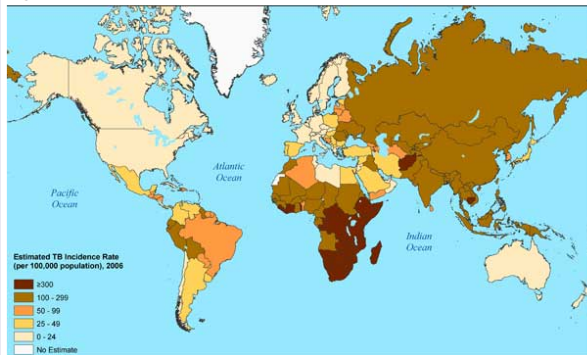 Atlantic
Ocean
Pacific
Ocean
Indian
Ocean
Estimated TB Incidence Rate
(per 100,000 population), 2006
≥300
100 - 299
50 - 99
25 - 49
0 - 24
No Estimate